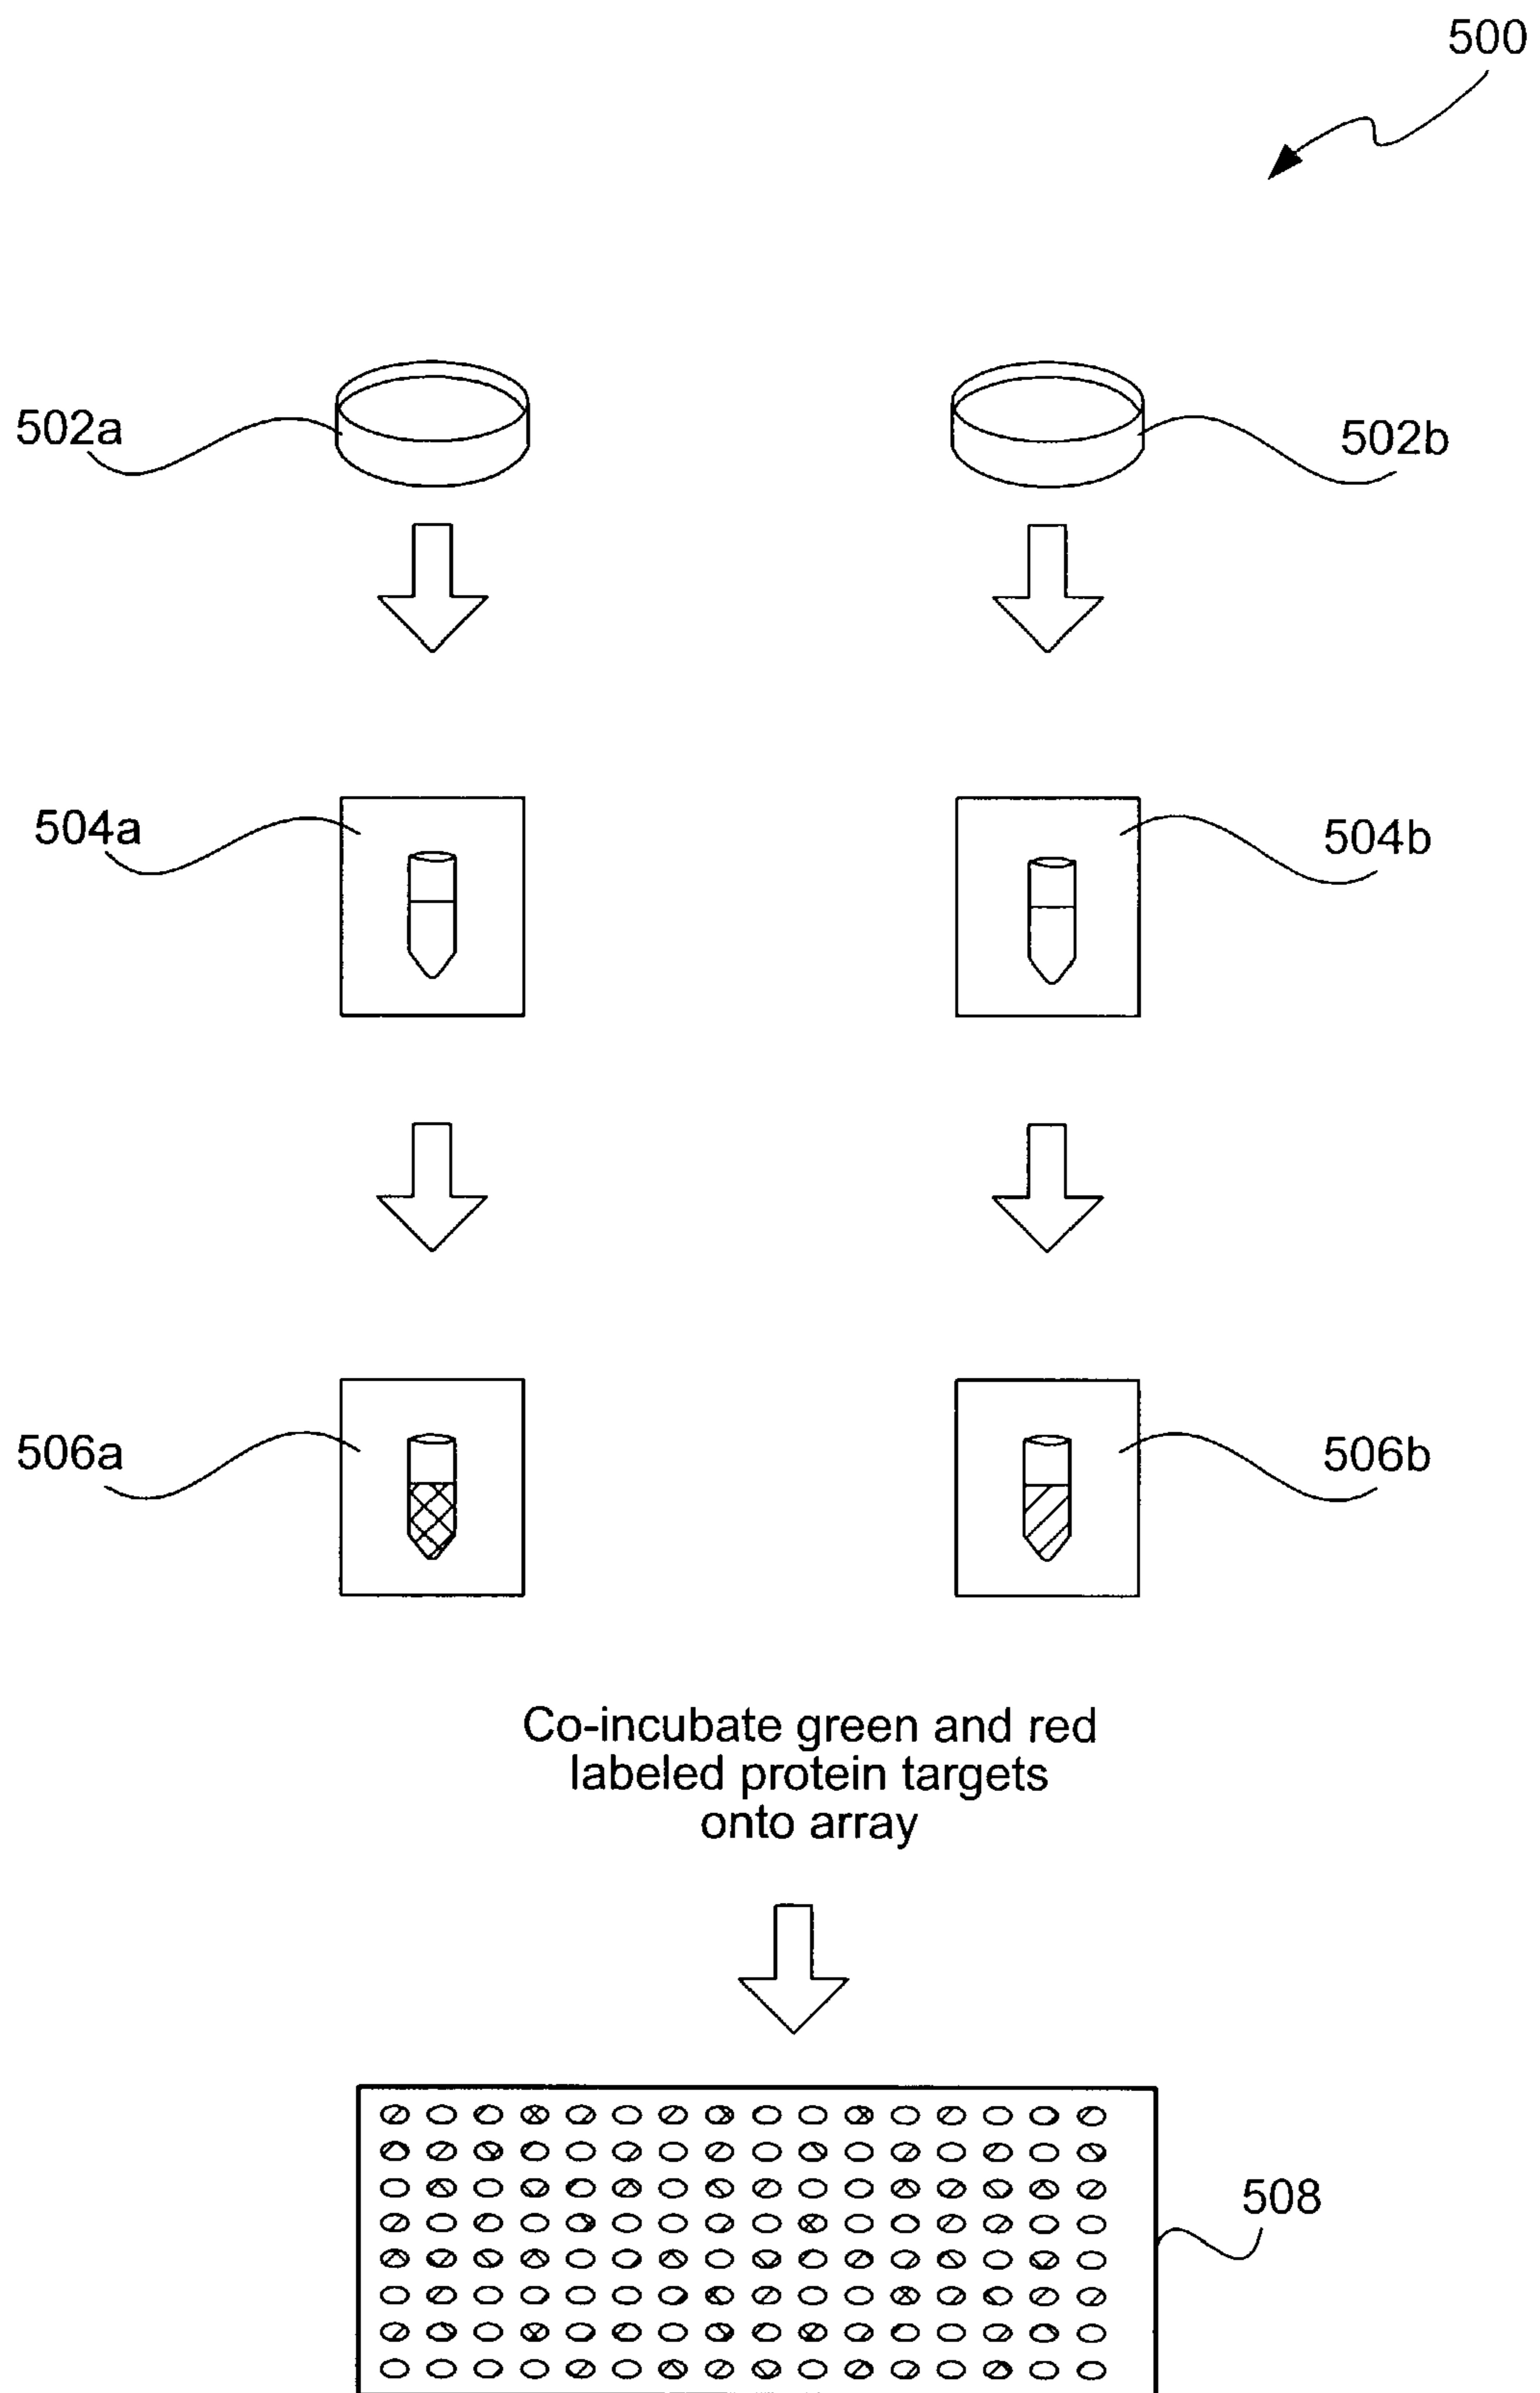 500
502a
502b
504a
504b
506a
506b
Co-incubate green and red
labeled protein targets
onto array
508